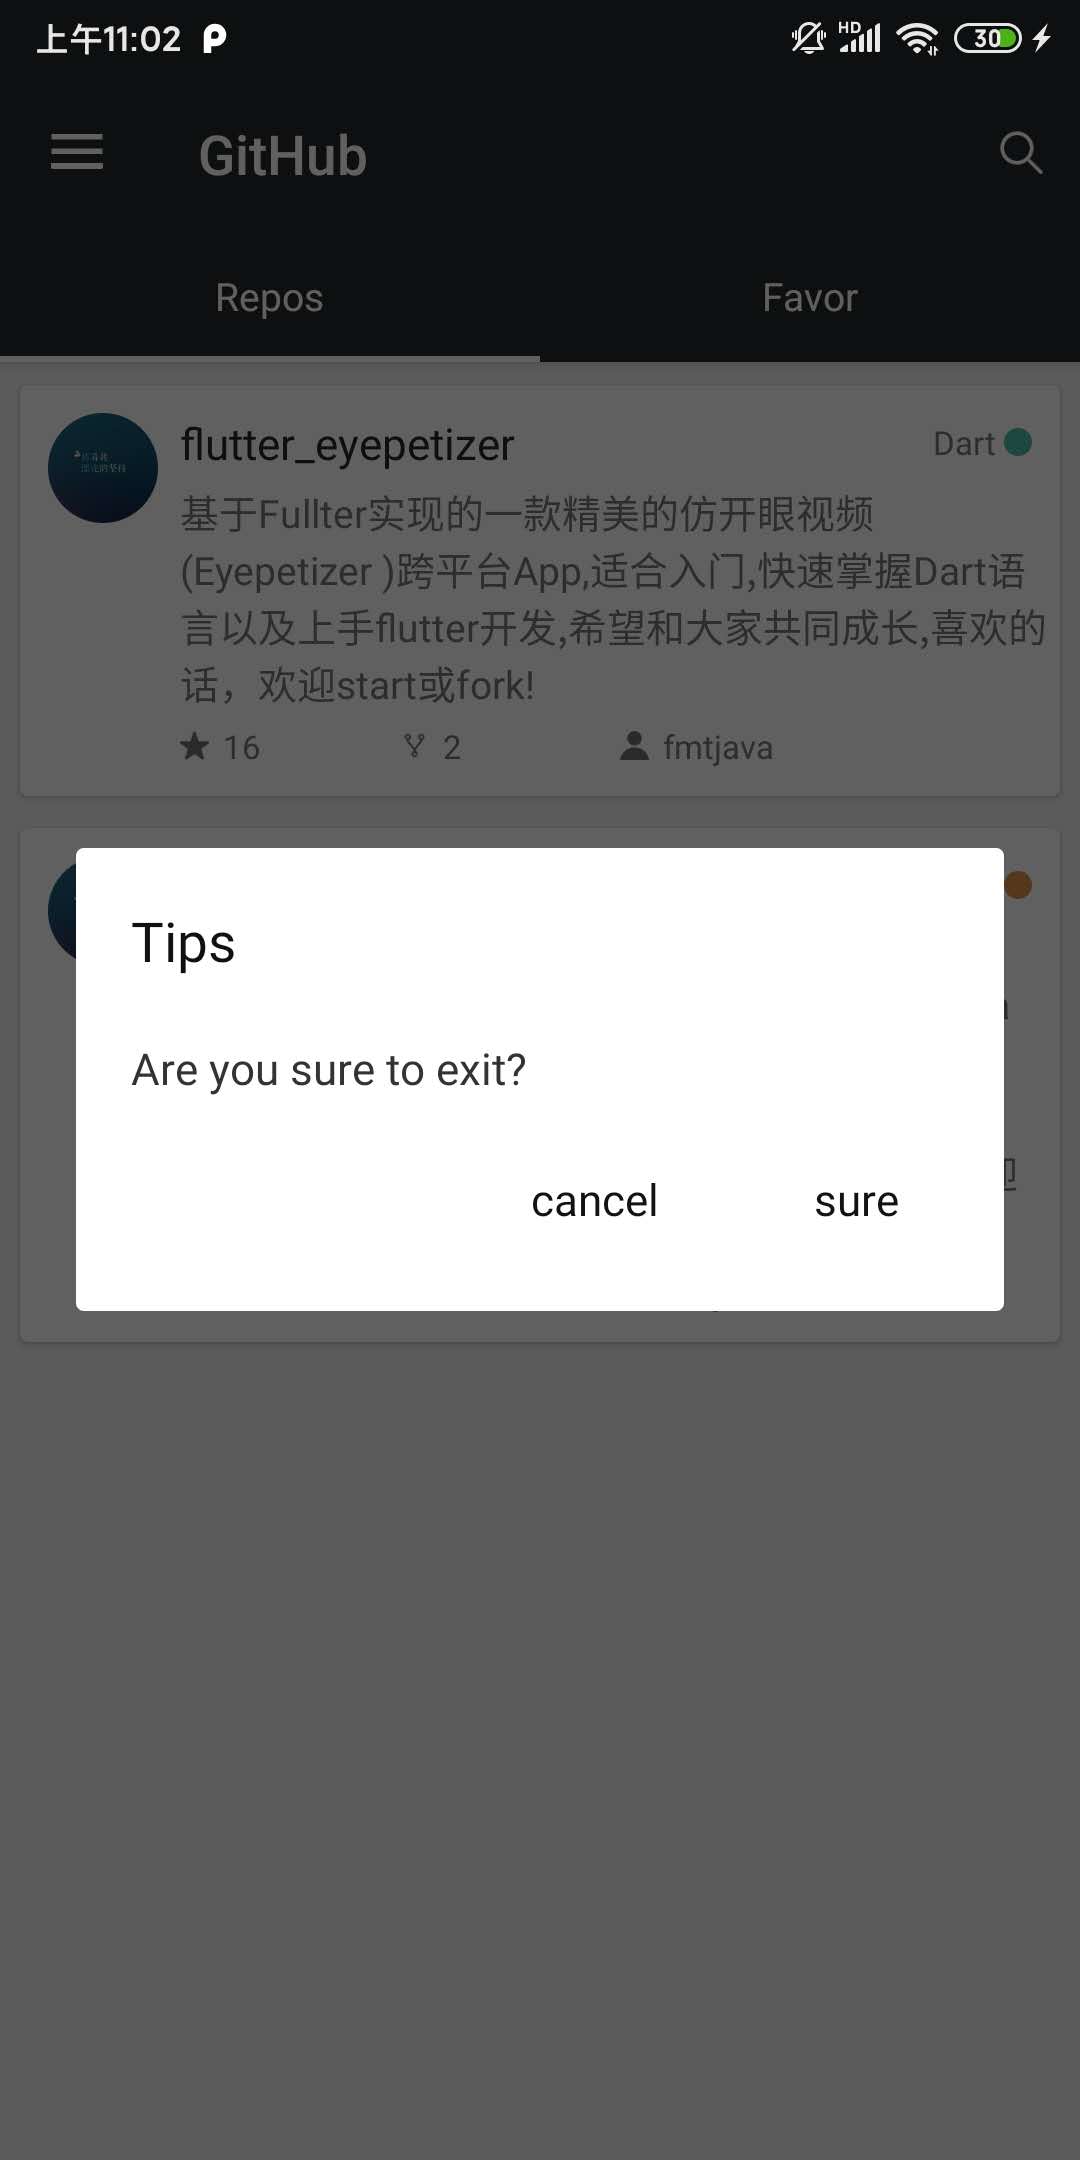 上午11:02
HD
30
GitHub
Repos
Favor
flutter_eyepetizer
Dart
基于Fullter实现的一款精美的仿开眼视频
(Eyepetizer )跨平台App,适合入门,快速掌握Dart语
言以及上手flutter开发,希望和大家共同成长,喜欢的
话，欢迎start或fork!
16
2
fmtjava
Tips
Are you sure to exit?
cancel
sure